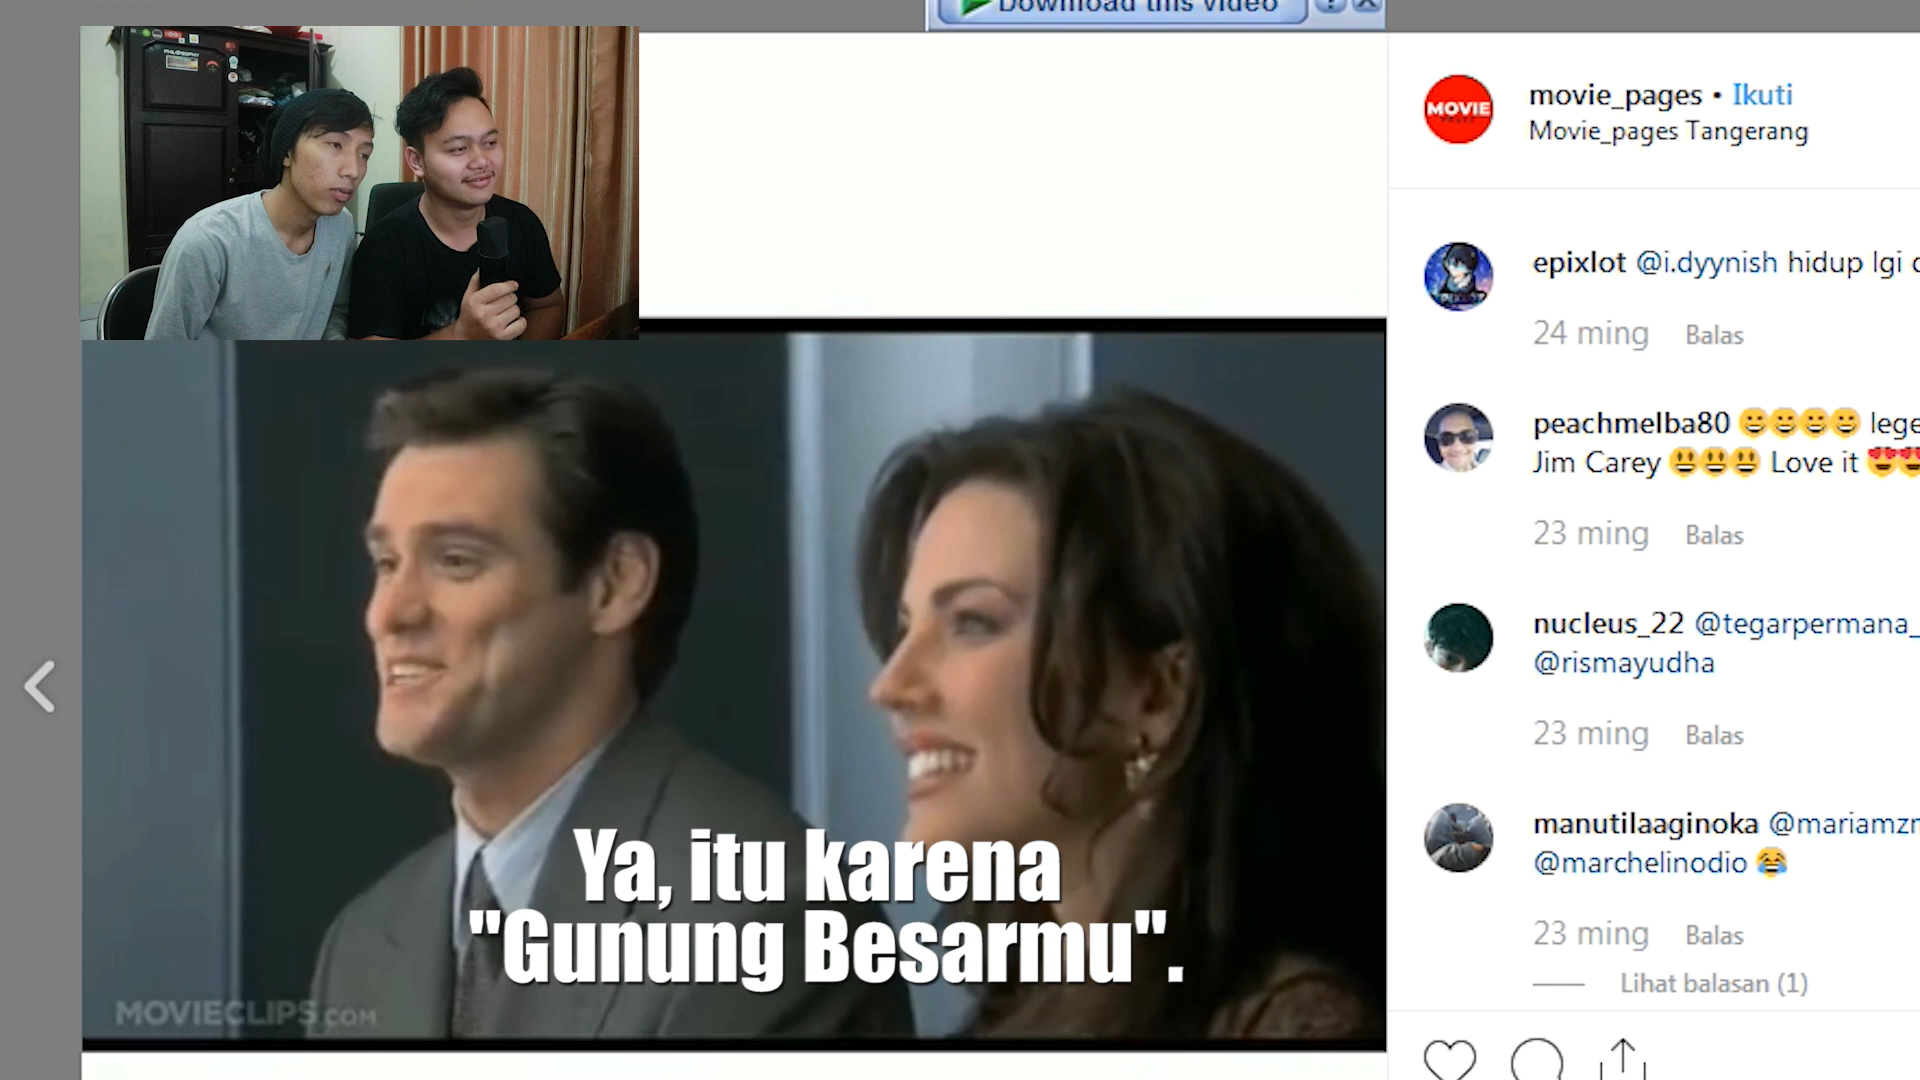 Download this video
PHILOSOPHY
MOVIE
movie_pages • Ikuti
Movie_pages Tangerang
epixlot @i.dyynish hidup lgi
24 ming Balas
peachmelba80 😀😀😀😀 lege
Jim Carey 😃😃😃 Love it 😍😍
23 ming Balas
nucleus_22 @tegarpermana_
@rismayudha
23 ming Balas
manutilaaginoka @mariamzn
@marchelinodio 😂
23 ming Balas
Lihat balasan (1)
Ya, itu karena
"Gunung Besarmu".
MOVIECLIPS.COM